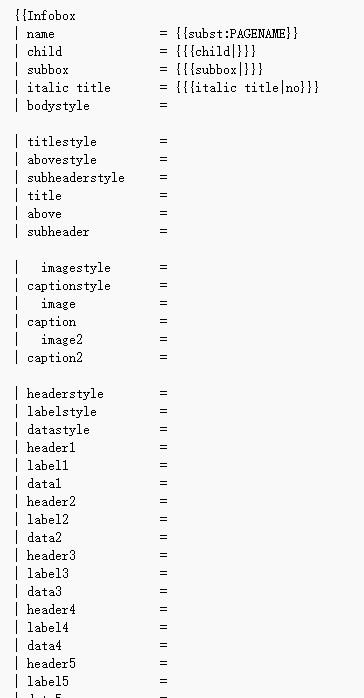 {{Infobox
| name           = {{subst:PAGENAME}}
| child          = {{{child|}}}
| subbox         = {{{subbox|}}}
| italic title   = {{{italic title|no}}}
| bodystyle      =
| titlestyle     =
| abovestyle     =
| subheaderstyle =
| title          =
| above          =
| subheader      =
|   imagestyle   =
| captionstyle   =
|   image        =
| caption        =
|   image2       =
| caption2       =
| headerstyle    =
| labelstyle     =
| datastyle      =
| header1        =
| label1         =
| data1          =
| header2        =
| label2         =
| data2          =
| header3        =
| label3         =
| data3          =
| header4        =
| label4         =
| data4          =
| header5        =
| label5         =